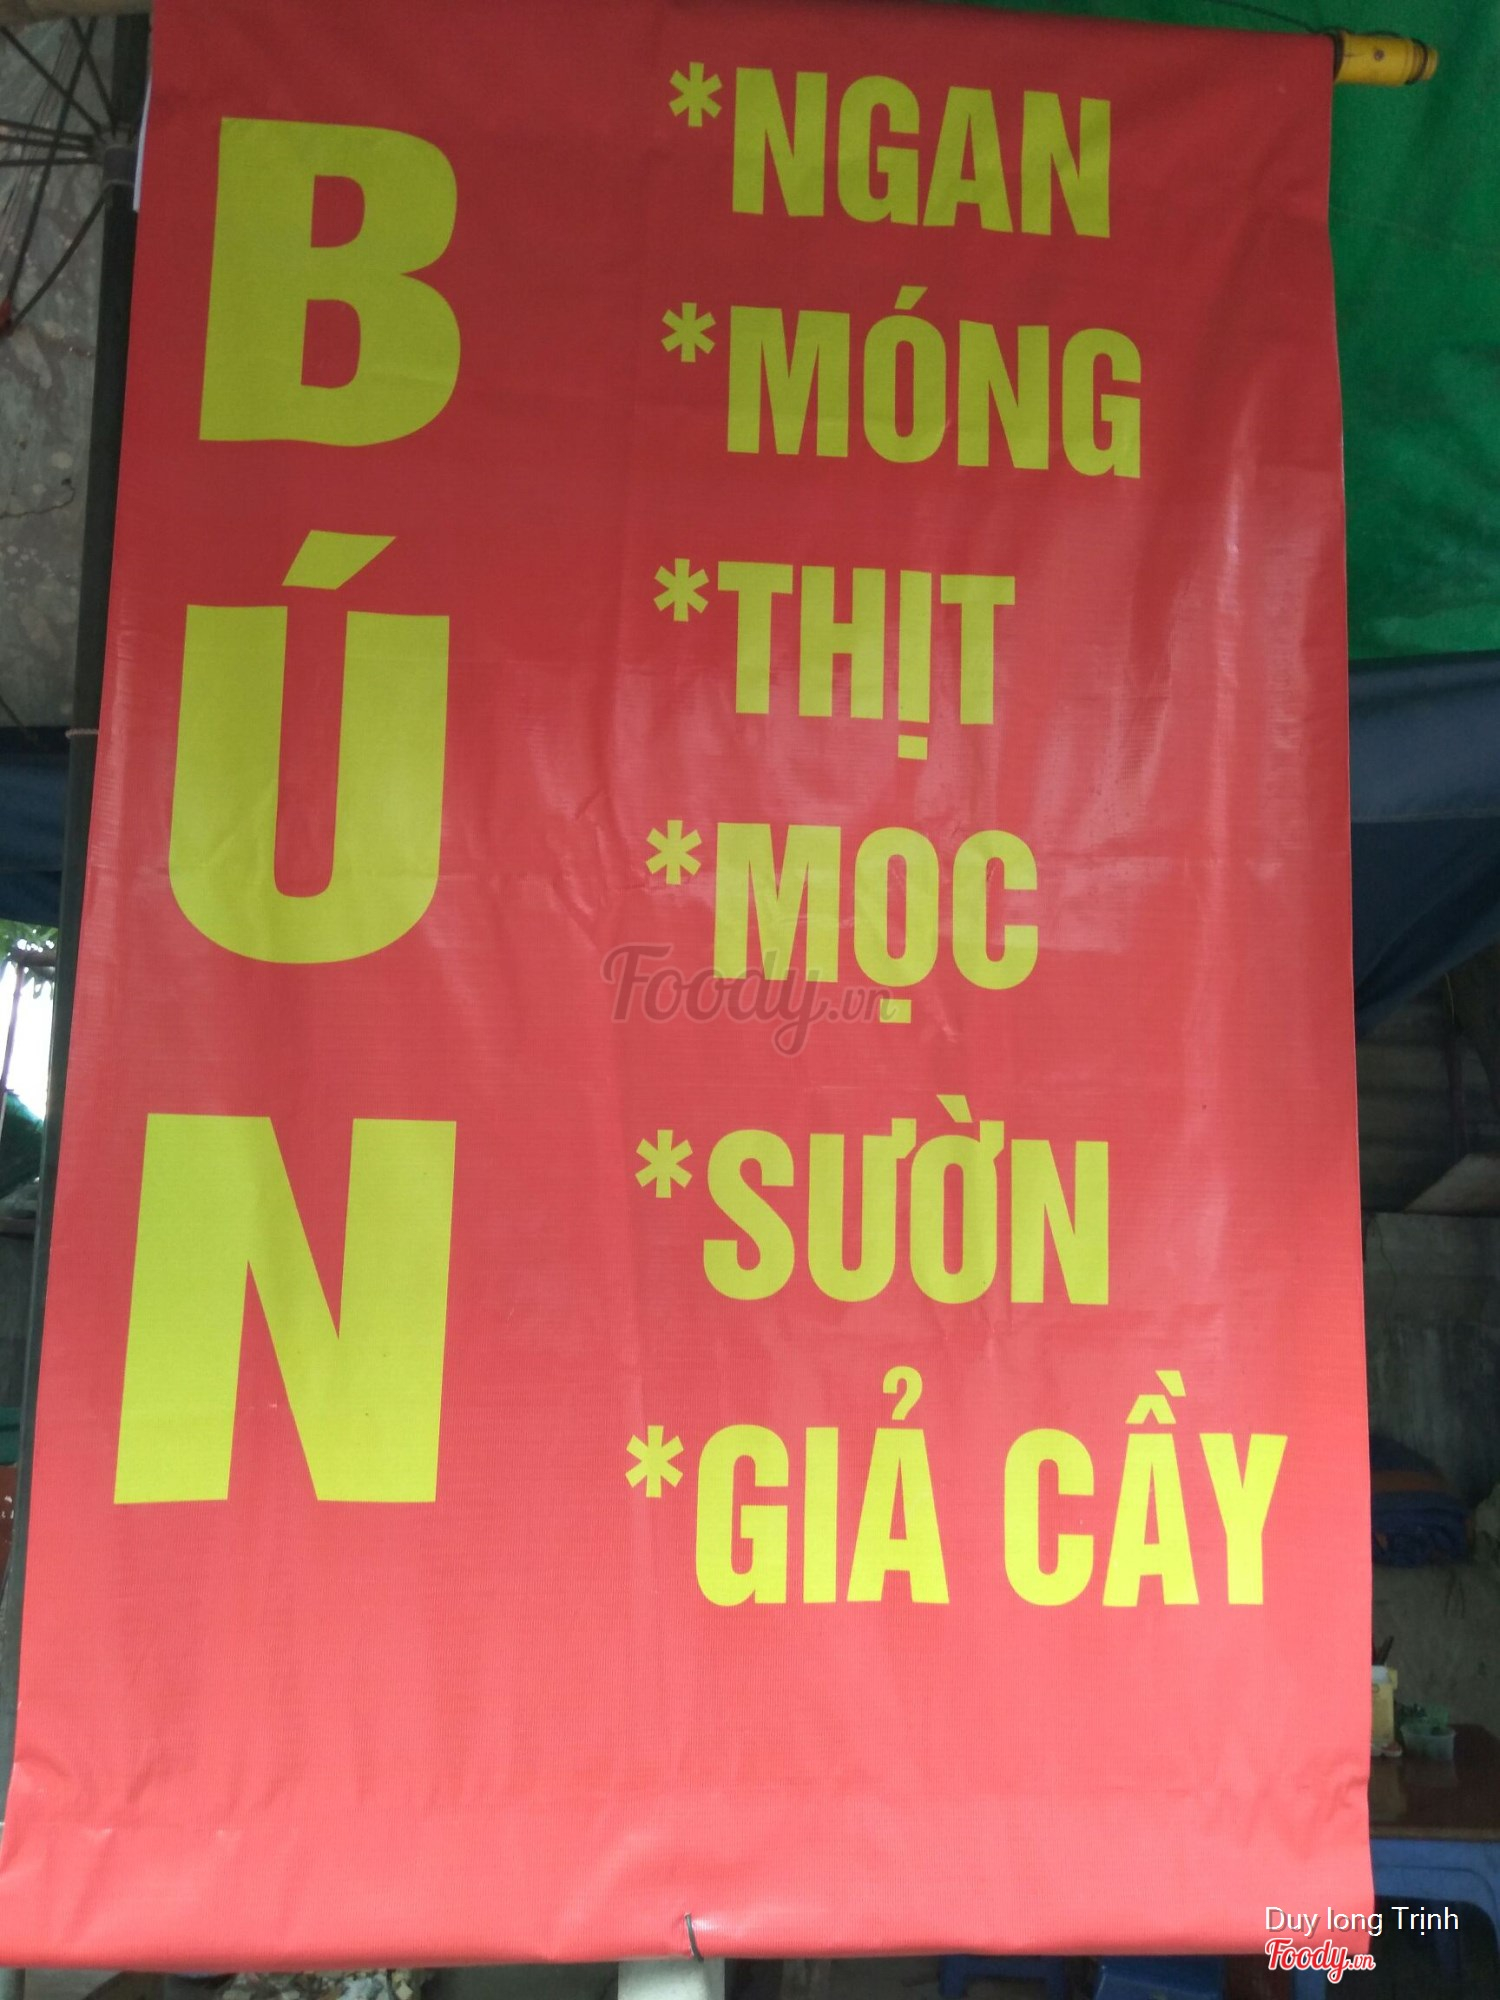 BÚN
*NGAN
*MÓNG
*THỊT
*MỌC
*SƯỜN
*GIẢ CẦY
Foody.vn
Duy long Trịnh
Foody.vn